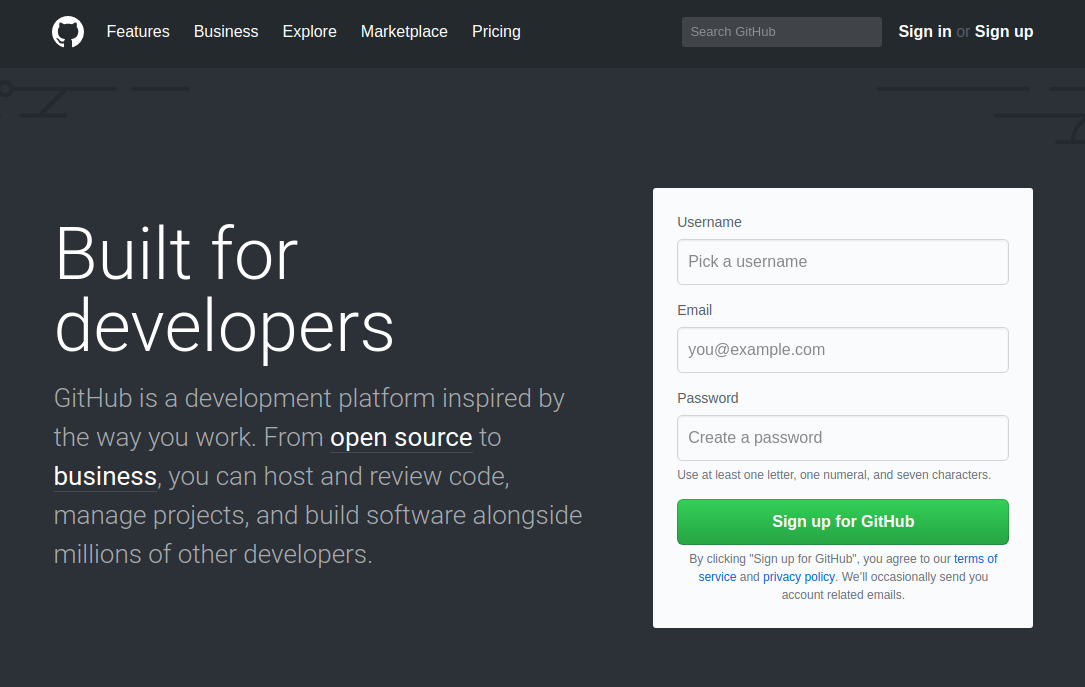 Features Business Explore Marketplace Pricing Search GitHub Sign in or Sign up
Built for
developers
GitHub is a development platform inspired by
the way you work. From open source to
business, you can host and review code,
manage projects, and build software alongside
millions of other developers.
Username
Pick a username
Email
you@example.com
Password
Create a password
Use at least one letter, one numeral, and seven characters.
Sign up for GitHub
By clicking "Sign up for GitHub", you agree to our terms of
service and privacy policy. We'll occasionally send you
account related emails.